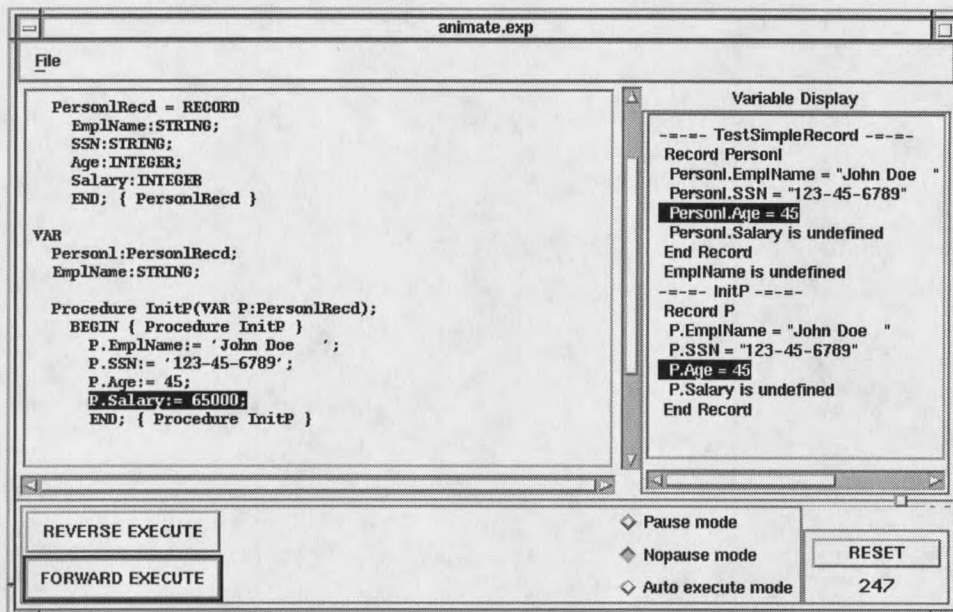 animate.exp
File
PersonlRecd = RECORD
EmplName:STRING;
SSN:STRING;
Age:INTEGER;
Salary:INTEGER
END; { PersonlRecd }
VAR
Personl:PersonlRecd;
EmplName:STRING;
Procedure InitP(VAR P:PersonlRecd);
BEGIN { Procedure InitP }
P.EmplName:= 'John Doe   ';
P.SSN:= '123-45-6789';
P.Age:= 45;
P.Salary:= 65000;
END; { Procedure InitP }
Variable Display
----- TestSimpleRecord -----
Record Personl
Personl.EmplName = "John Doe   "
Personl.SSN = "123-45-6789"
Personl.Age = 45
Personl.Salary is undefined
End Record
EmplName is undefined
----- InitP -----
Record P
P.EmplName = "John Doe   "
P.SSN = "123-45-6789"
P.Age = 45
P.Salary is undefined
End Record
REVERSE EXECUTE
FORWARD EXECUTE
Pause mode
Nopause mode
Auto execute mode
RESET
247